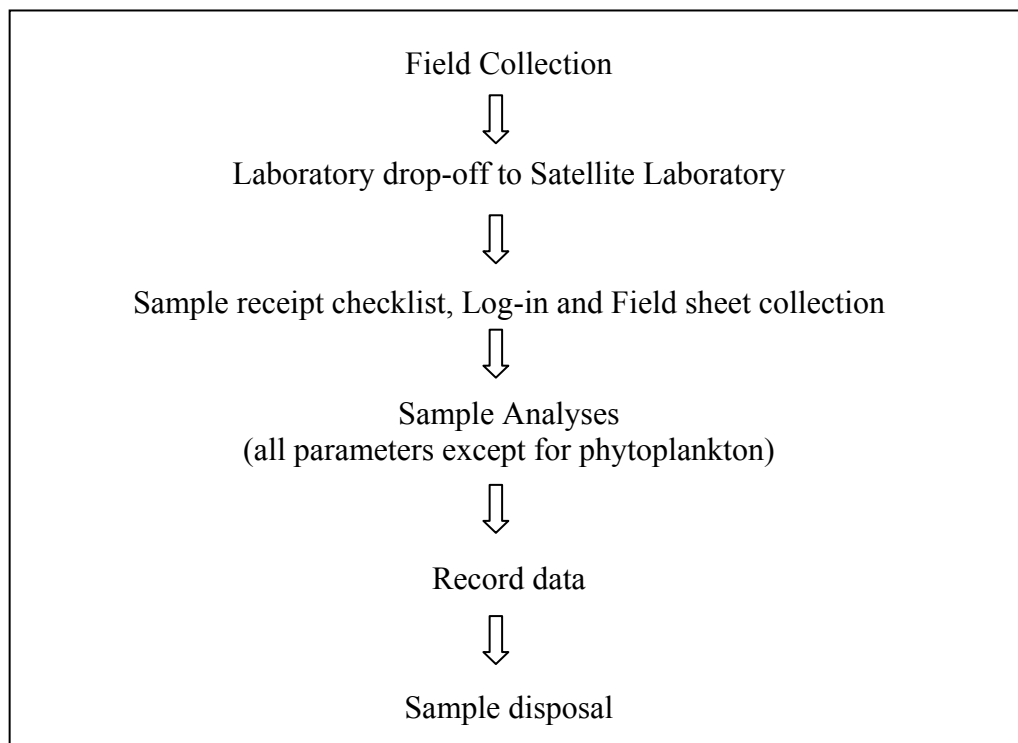 Field Collection
Laboratory drop-off to Satellite Laboratory
Sample receipt checklist, Log-in and Field sheet collection
Sample Analyses
(all parameters except for phytoplankton)
Record data
Sample disposal